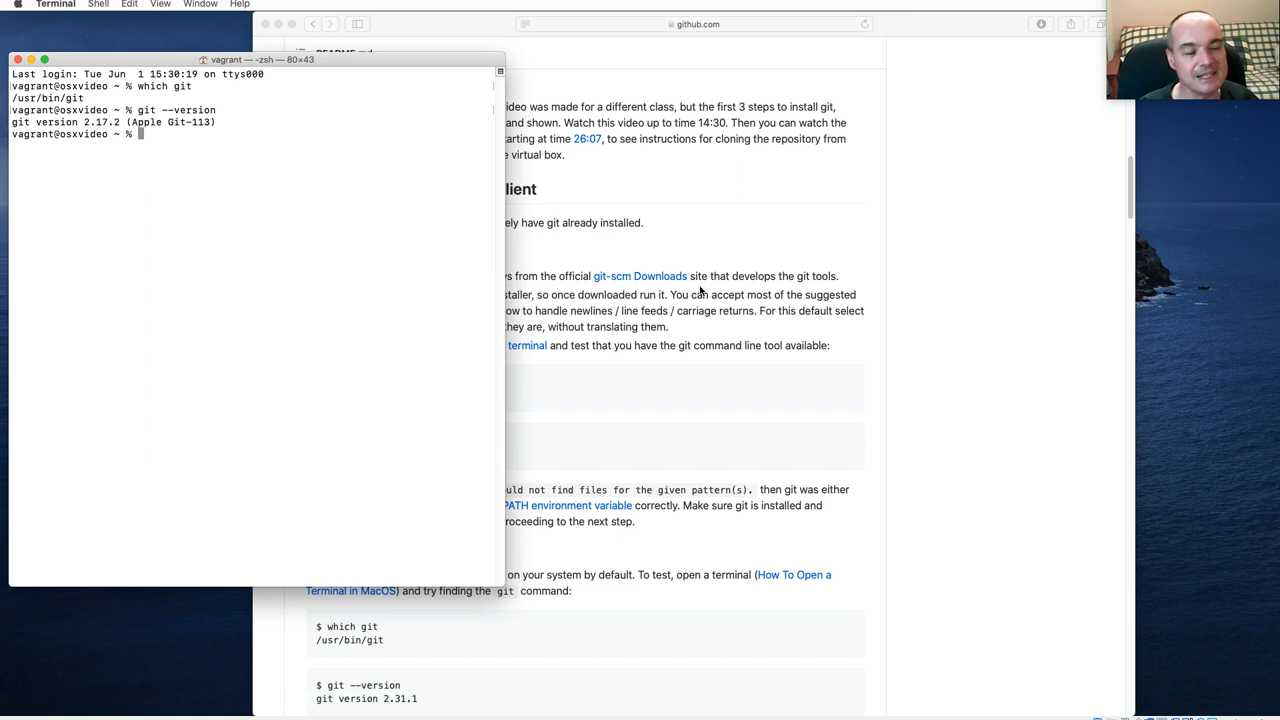 Terminal Shell Edit View Window Help
github.com
README.md
vagrant — -zsh — 80×43
Last login: Tue Jun 1 15:30:19 on ttys000
vagrant@osxvideo ~ % which git
/usr/bin/git
vagrant@osxvideo ~ % git --version
git version 2.17.2 (Apple Git-113)
vagrant@osxvideo ~ %
ideo was made for a different class, but the first 3 steps to install git,
and shown. Watch this video up to time 14:30. Then you can watch the
arting at time 26:07, to see instructions for cloning the repository from
e virtual box.
lient
ely have git already installed.
s from the official git-scm Downloads site that develops the git tools.
staller, so once downloaded run it. You can accept most of the suggested
ow to handle newlines / line feeds / carriage returns. For this default select
they are, without translating them.
terminal and test that you have the git command line tool available:
uld not find files for the given pattern(s). then git was either
PATH environment variable correctly. Make sure git is installed and
roceeding to the next step.
on your system by default. To test, open a terminal (How To Open a
Terminal in MacOS) and try finding the git command:
$ which git
/usr/bin/git
$ git --version
git version 2.31.1